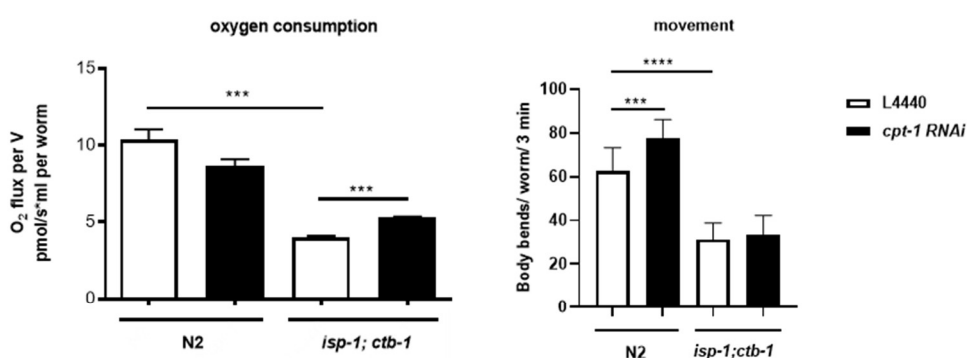 oxygen consumption
O2 flux per V
pmol/s*ml per worm
15
10
5
0
***
***
N2
isp-1; ctb-1
movement
Body bends/ worm/ 3 min
100
80
60
40
20
0
****
***
N2
isp-1;ctb-1
L4440
cpt-1 RNAi